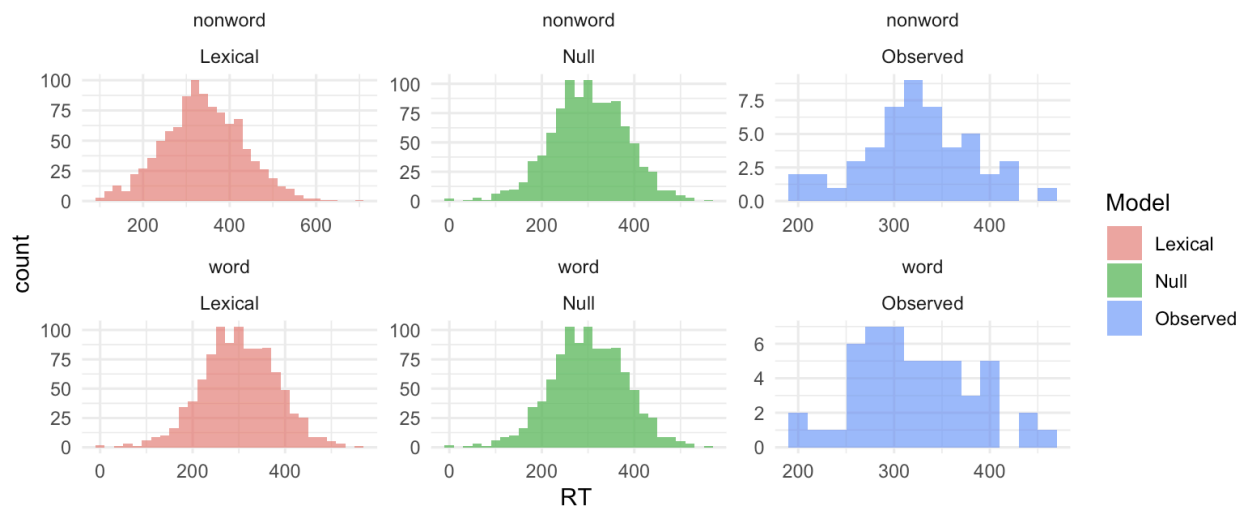 nonword nonword nonword
Lexical Null Observed
100 100 7.5
75 75 5.0
50 50 2.5
25 25 0.0
0 0
200 400 600 0 200 400 200 300 400
count
word word word
Lexical Null Observed
100 100 6
75 75 4
50 50 2
25 25 0
0 0
0 200 400 0 200 400 200 300 400
RT
Model
Lexical
Null
Observed